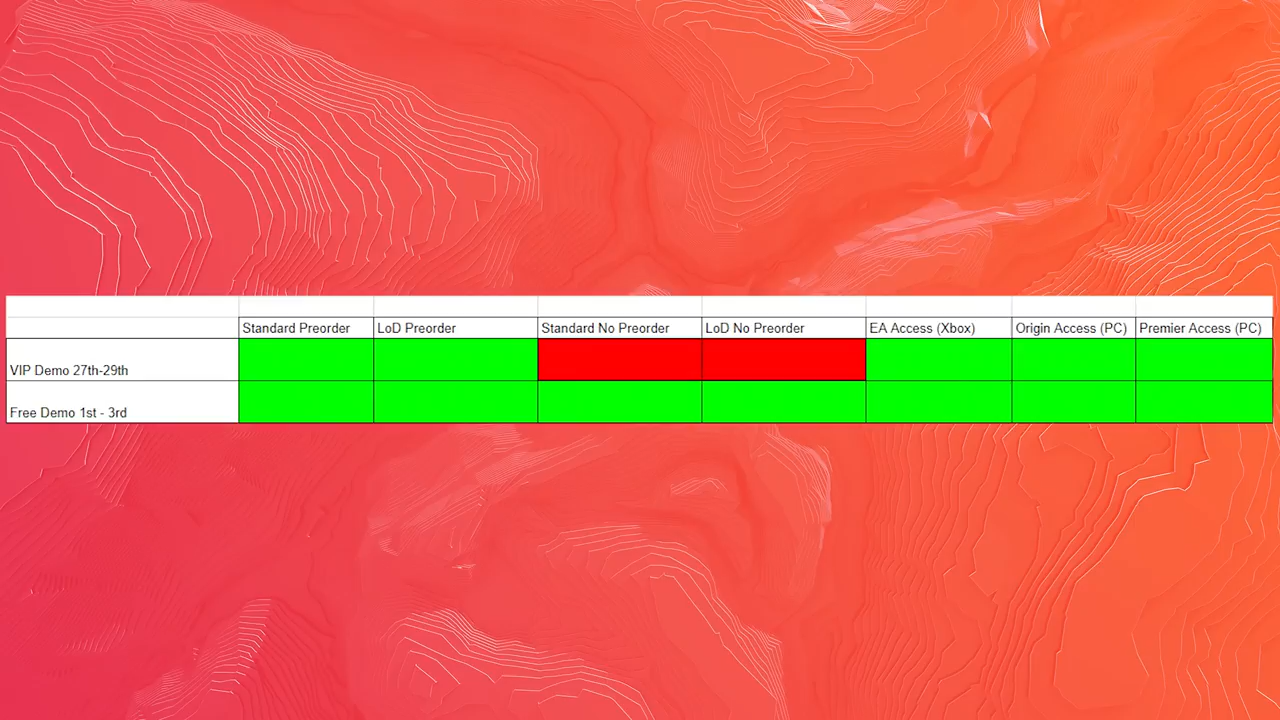 Standard Preorder LoD Preorder Standard No Preorder LoD No Preorder EA Access (Xbox) Origin Access (PC) Premier Access (PC)
VIP Demo 27th-29th
Free Demo 1st - 3rd